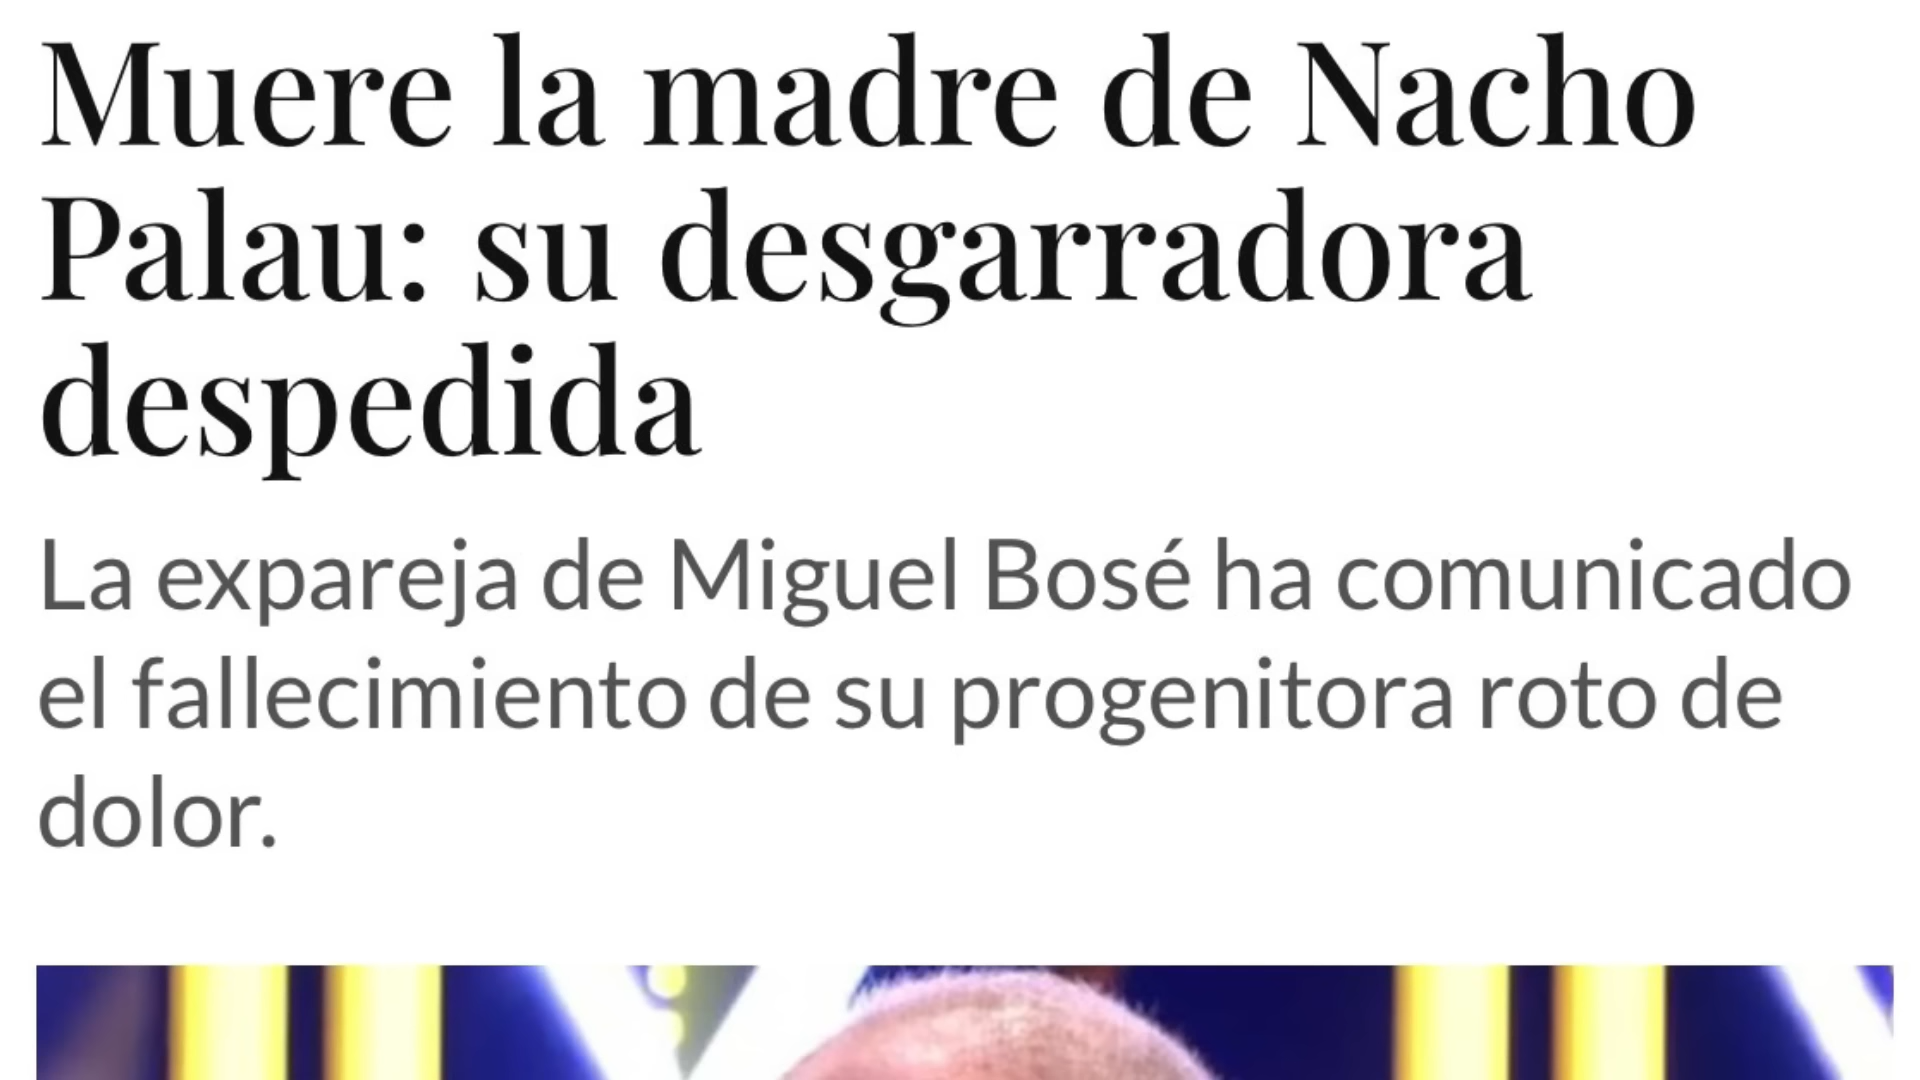 Muere la madre de Nacho
Palau: su desgarradora
despedida
La expareja de Miguel Bosé ha comunicado
el fallecimiento de su progenitora roto de
dolor.